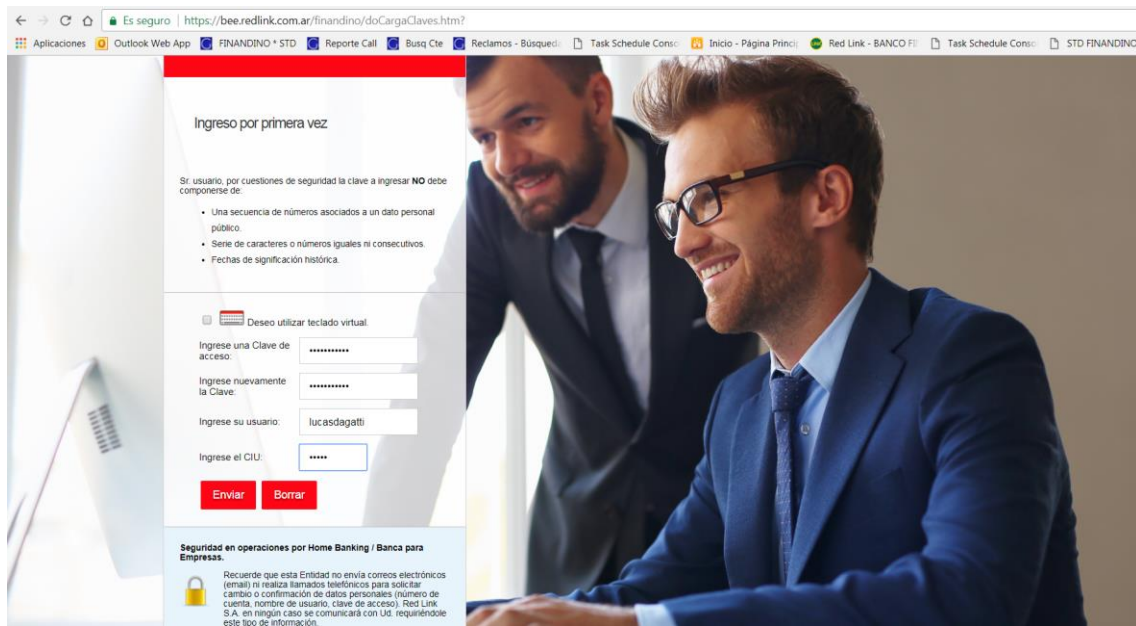 Es seguro | https://bee.redlink.com.ar/finandino/doCargaClaves.htm?
Aplicaciones Outlook Web App FINANDINO * STD Reporte Call Busq Cte Reclamos - Búsqueda Task Schedule Conso Inicio - Página Princip Red Link - BANCO FI Task Schedule Conso STD FINANDINO
Ingreso por primera vez
Sr. usuario, por cuestiones de seguridad la clave a ingresar NO debe
componerse de:
• Una secuencia de números asociados a un dato personal
público.
• Serie de caracteres o números iguales ni consecutivos.
• Fechas de significación histórica.
Deseo utilizar teclado virtual.
Ingrese una Clave de
acceso:
•••••••••••
Ingrese nuevamente
la Clave:
•••••••••••
Ingrese su usuario: lucasdagatti
Ingrese el CIU: •••••
Enviar Borrar
Seguridad en operaciones por Home Banking / Banca para
Empresas.
Recuerde que esta Entidad no envía correos electrónicos
(email) ni realiza llamados telefónicos para solicitar
cambio o confirmación de datos personales (número de
cuenta, nombre de usuario, clave de acceso). Red Link
S.A. en ningún caso se comunicará con Ud. requiriéndole
este tipo de información.